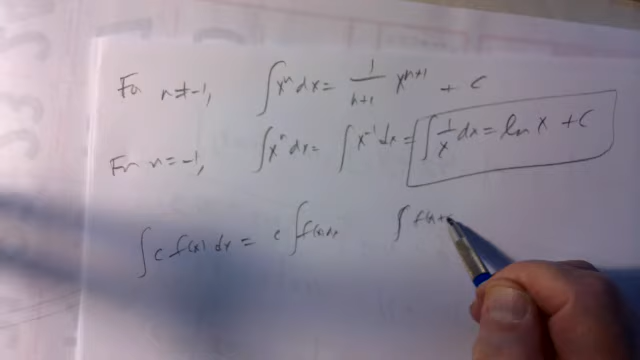 For n≠-1, ∫xⁿdx = 1/(n+1) xⁿ⁺¹ + C
For n=-1, ∫xⁿdx = ∫x⁻¹dx = ∫1/x dx = ln x + C
∫c f(x) dx = c ∫f(x)dx ∫f(x)+